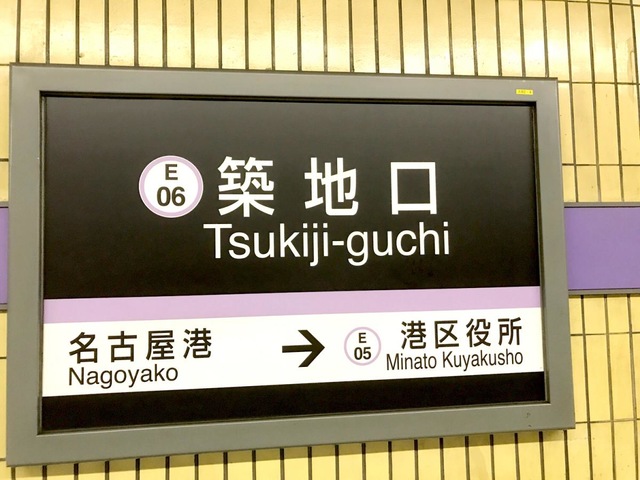 E
06
築地口
Tsukiji-guchi
名古屋港
Nagoyako
→
E
05
港区役所
Minato Kuyakusho